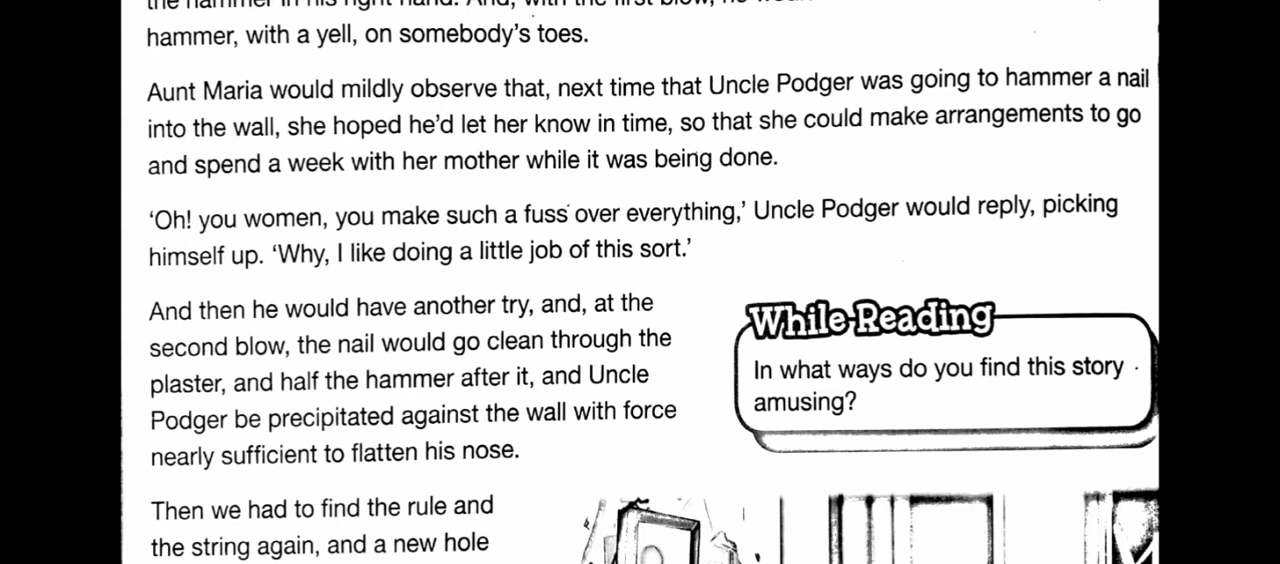 hammer, with a yell, on somebody's toes.
Aunt Maria would mildly observe that, next time that Uncle Podger was going to hammer a nail
into the wall, she hoped he'd let her know in time, so that she could make arrangements to go
and spend a week with her mother while it was being done.
‘Oh! you women, you make such a fuss over everything,’ Uncle Podger would reply, picking
himself up. ‘Why, I like doing a little job of this sort.’
And then he would have another try, and, at the
second blow, the nail would go clean through the
plaster, and half the hammer after it, and Uncle
Podger be precipitated against the wall with force
nearly sufficient to flatten his nose.
While-Reading
In what ways do you find this story
amusing?
Then we had to find the rule and
the string again, and a new hole